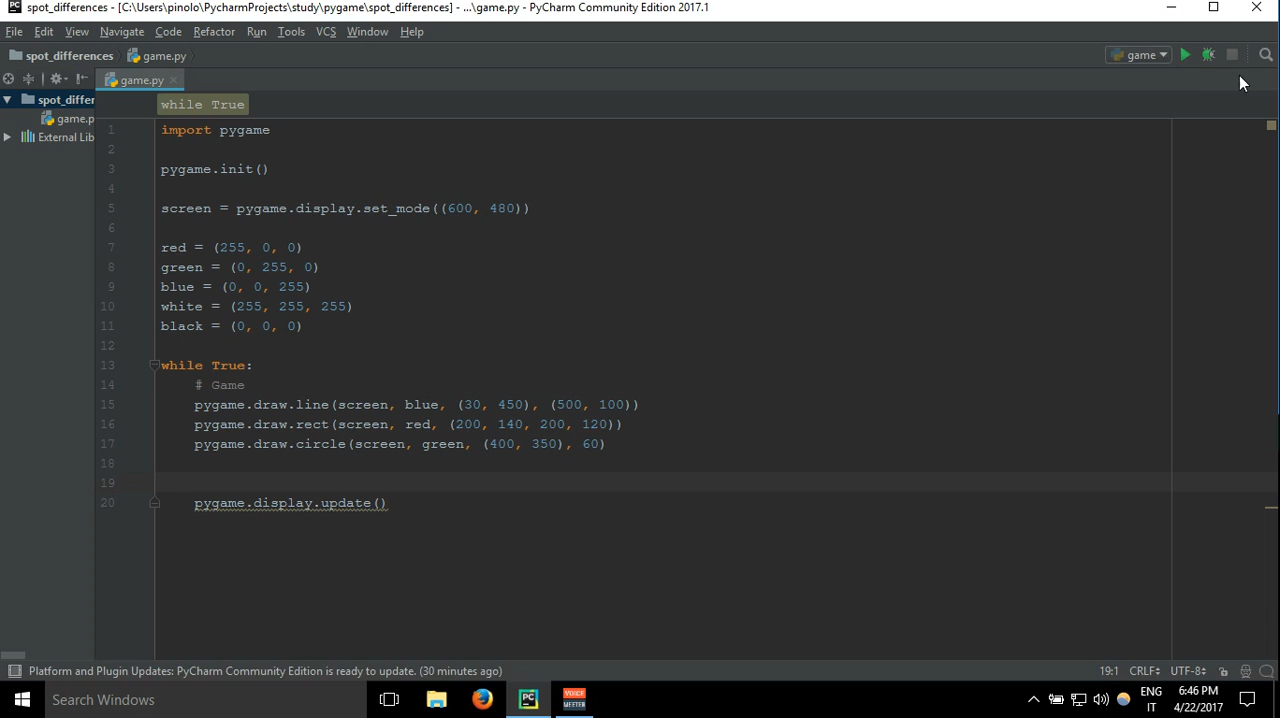 spot_differences - [C:\Users\pinolo\PycharmProjects\study\pygame\spot_differences] - ...\game.py - PyCharm Community Edition 2017.1
File Edit View Navigate Code Refactor Run Tools VCS Window Help
spot_differences game.py game
game.py
spot_differ
game.p
External Lib
while True
1 import pygame
2
3 pygame.init()
4
5 screen = pygame.display.set_mode((600, 480))
6
7 red = (255, 0, 0)
8 green = (0, 255, 0)
9 blue = (0, 0, 255)
10 white = (255, 255, 255)
11 black = (0, 0, 0)
12
13 while True:
14 # Game
15 pygame.draw.line(screen, blue, (30, 450), (500, 100))
16 pygame.draw.rect(screen, red, (200, 140, 200, 120))
17 pygame.draw.circle(screen, green, (400, 350), 60)
18
19
20 pygame.display.update()
Platform and Plugin Updates: PyCharm Community Edition is ready to update. (30 minutes ago) 19:1 CRLF UTF-8
Search Windows PC VOICE MEETER ENG 6:46 PM
IT 4/22/2017